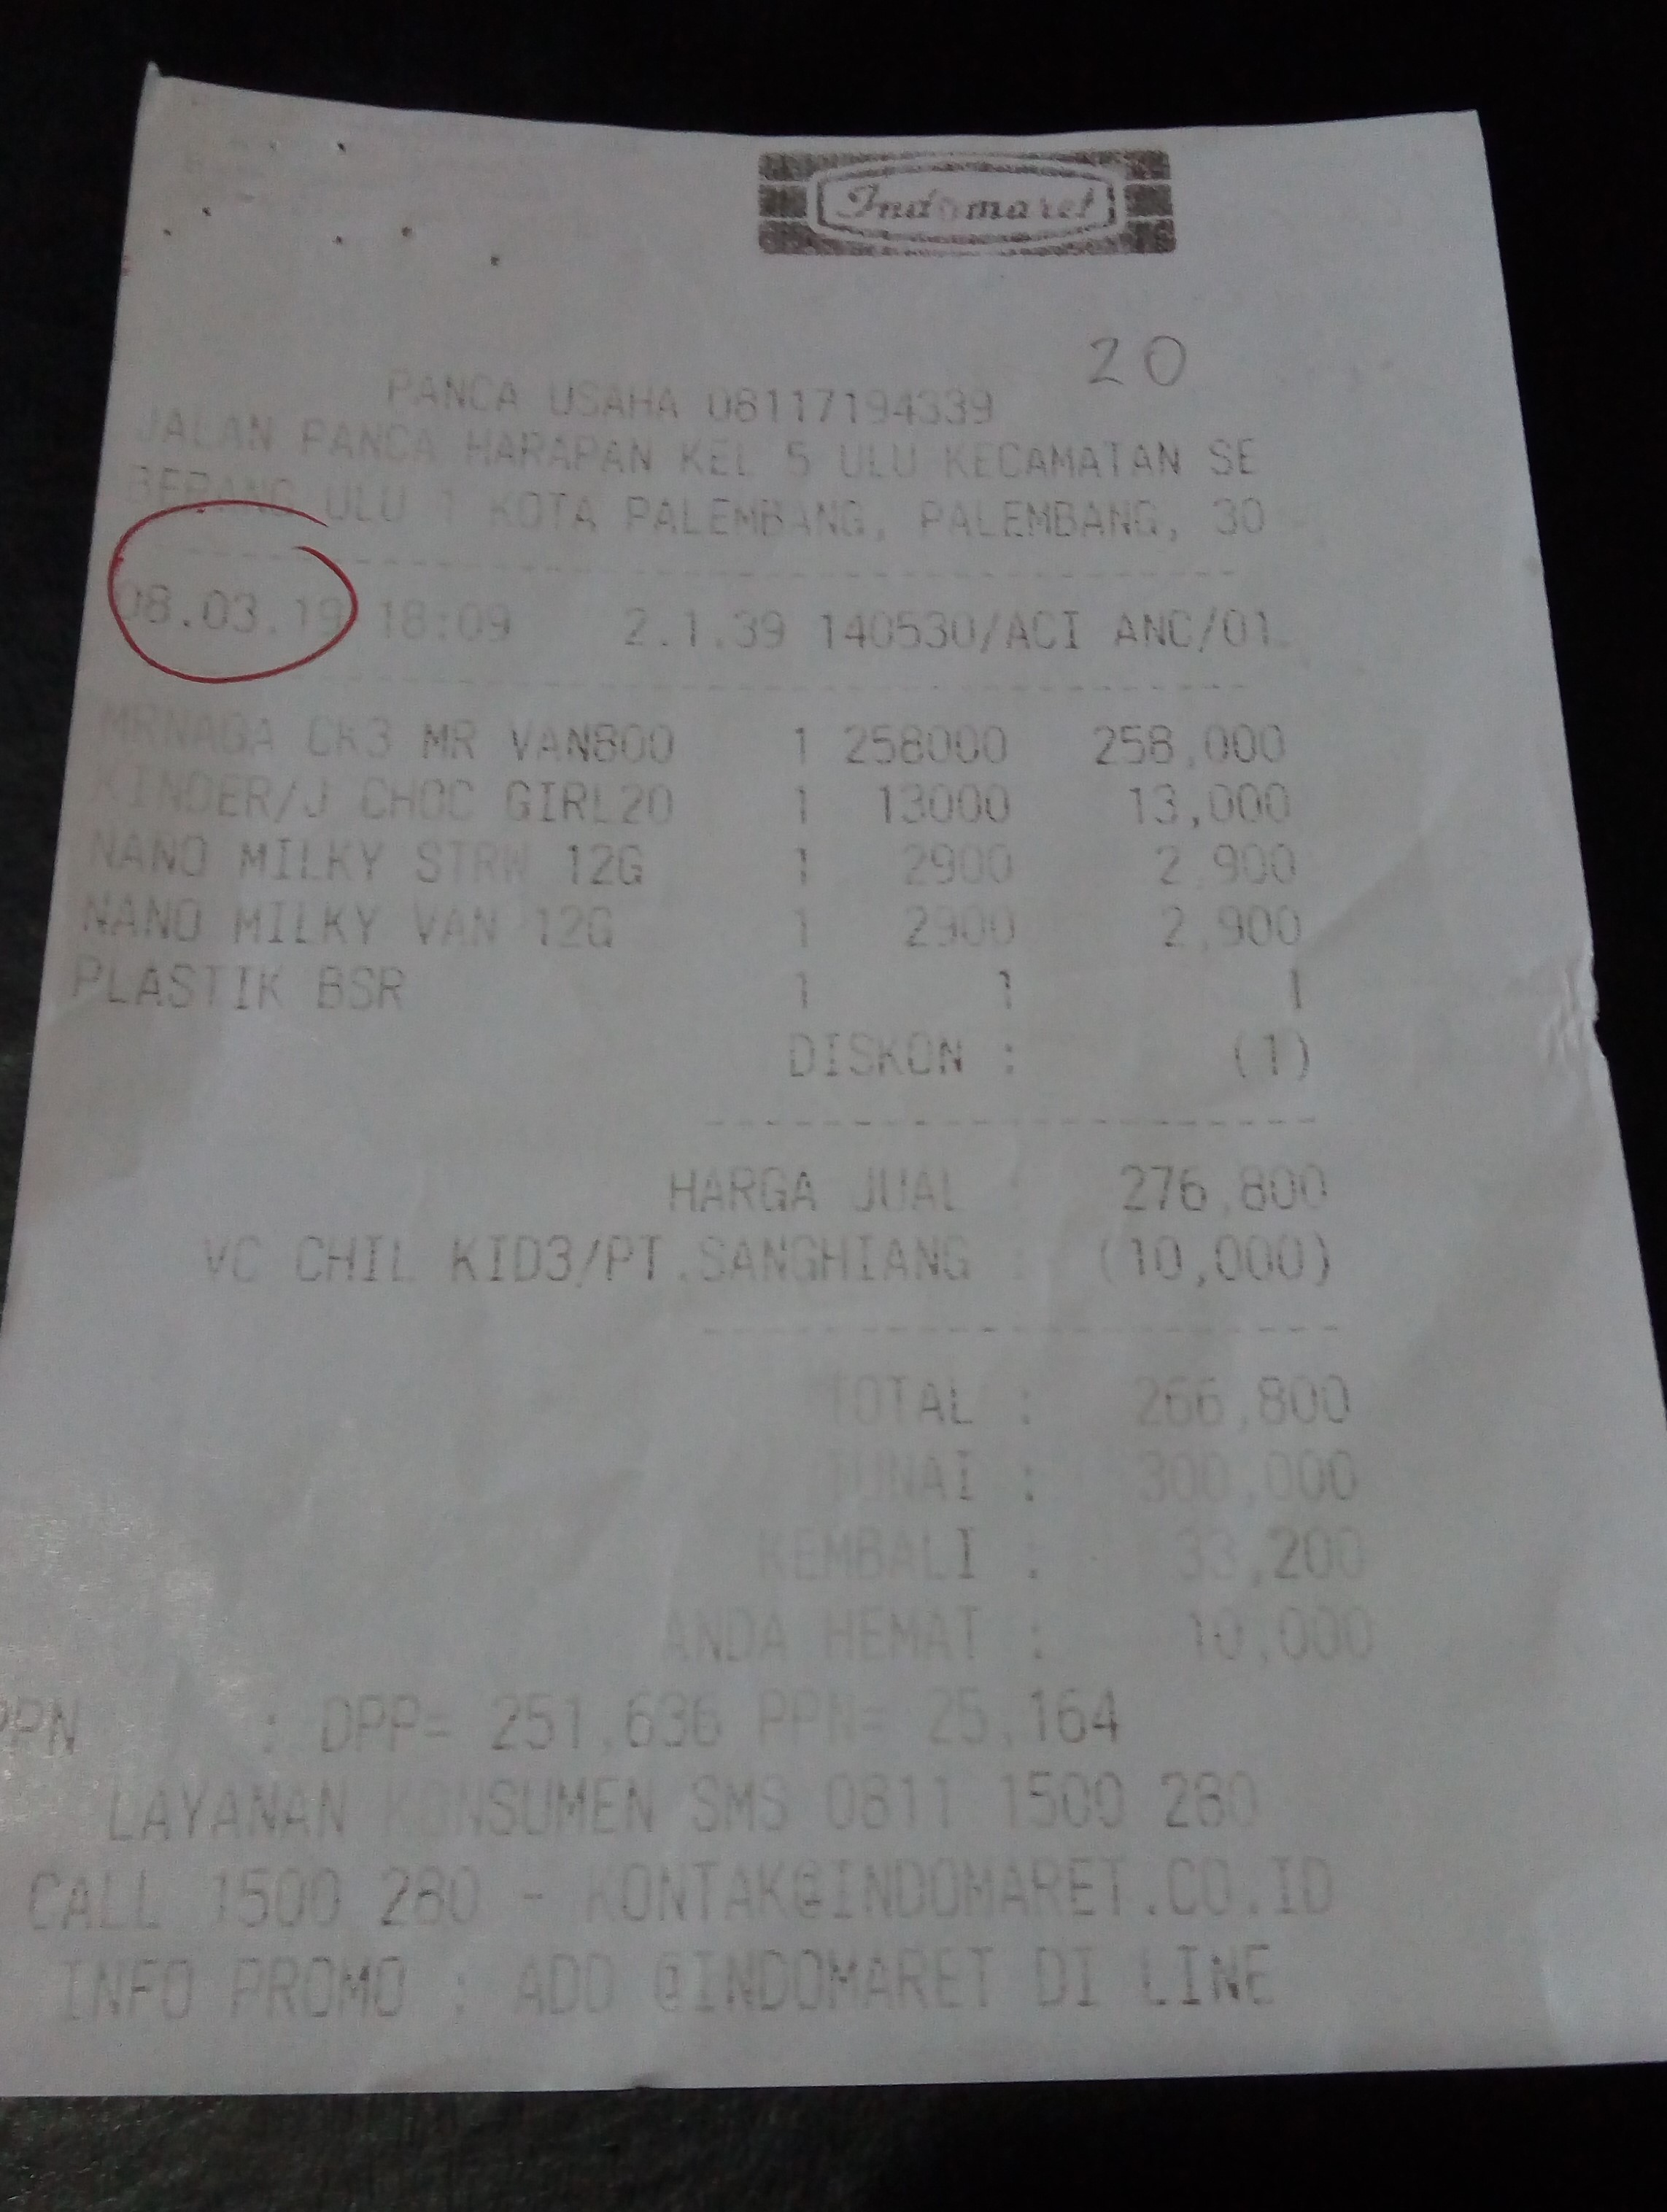 Indomaret
20
PANCA USAHA 08117194339
JALAN PANCA HARAPAN KEL 5 ULU KECAMATAN SE
BERANG ULU 1 KOTA PALEMBANG, PALEMBANG, 30
08.03.19 18:09 2.1.39 140530/ACI ANC/01
MRNAGA CK3 MR VAN800 1 258000 258,000
KINDER/J CHOC GIRL20 1 13000 13,000
NANO MILKY STRW 12G 1 2900 2,900
NANO MILKY VAN 12G 1 2900 2,900
PLASTIK BSR 1 1 1
DISKON : (1)
HARGA JUAL : 276,800
VC CHIL KID3/PT.SANGHIANG : (10,000)
TOTAL : 266,800
TUNAI : 300,000
KEMBALI : 33,200
ANDA HEMAT : 10,000
PPN : DPP= 251,636 PPN= 25,164
LAYANAN KONSUMEN SMS 0811 1500 280
CALL 1500 280 - KONTAK@INDOMARET.CO.ID
INFO PROMO : ADD @INDOMARET DI LINE